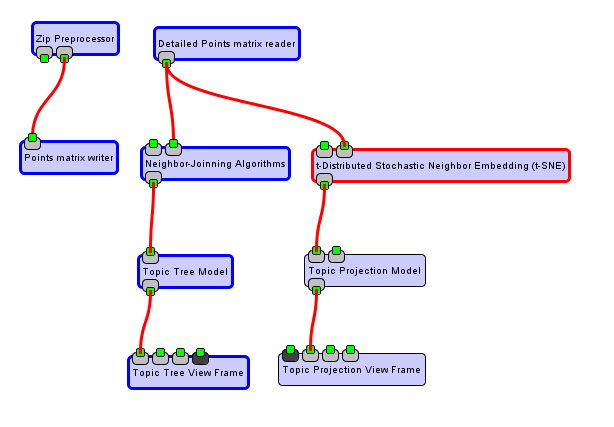 Zip Preprocessor
Detailed Points matrix reader
Points matrix writer
Neighbor-Joinning Algorithms
t-Distributed Stochastic Neighbor Embedding (t-SNE)
Topic Tree Model
Topic Projection Model
Topic Tree View Frame
Topic Projection View Frame